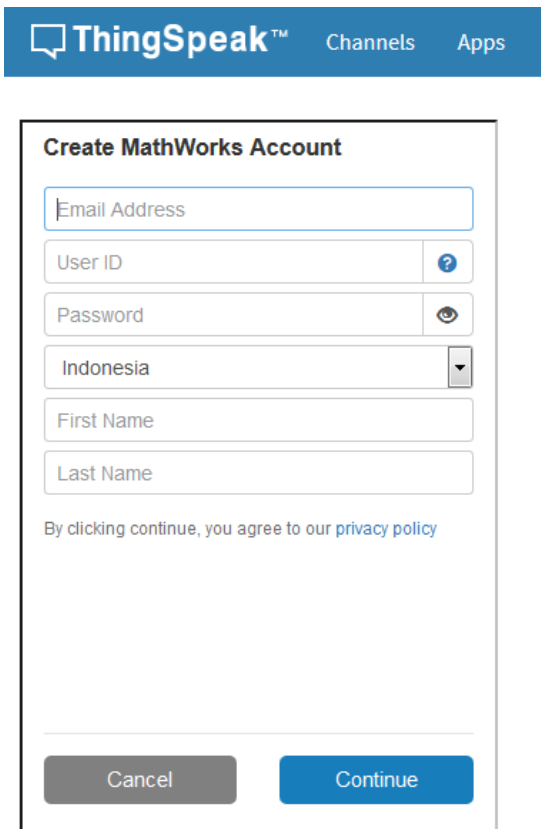 ThingSpeak™ Channels Apps
Create MathWorks Account
Email Address
User ID
Password
Indonesia
First Name
Last Name
By clicking continue, you agree to our privacy policy
Cancel Continue